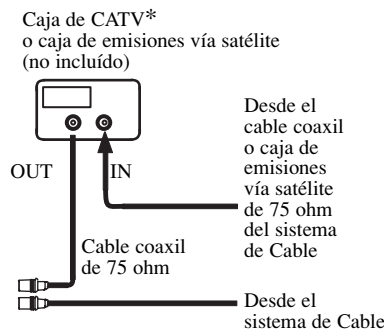 Caja de CATV*
o caja de emisiones vía satélite
(no incluído)
OUT
IN
Desde el
cable coaxil
o caja de
emisiones
vía satélite
de 75 ohm
del sistema
de Cable
Cable coaxil
de 75 ohm
Desde el
sistema de Cable